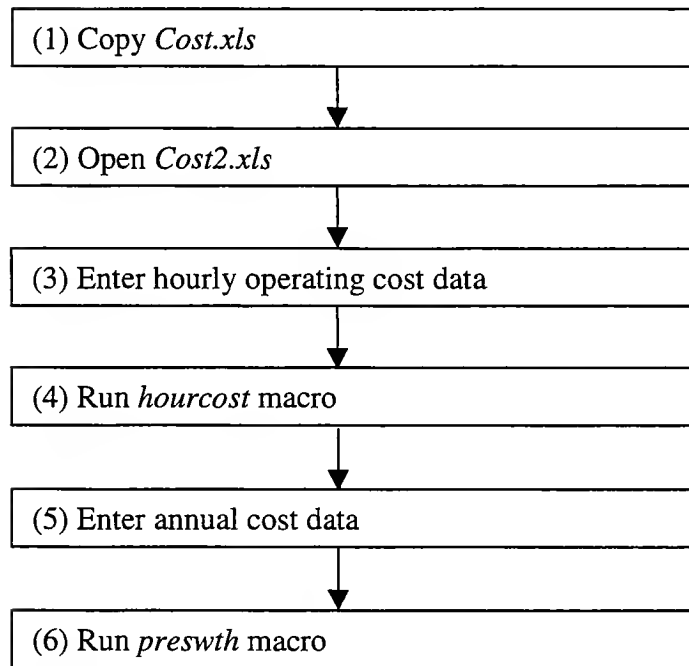 (1) Copy Cost.xls
(2) Open Cost2.xls
(3) Enter hourly operating cost data
(4) Run hourcost macro
(5) Enter annual cost data
(6) Run preswth macro